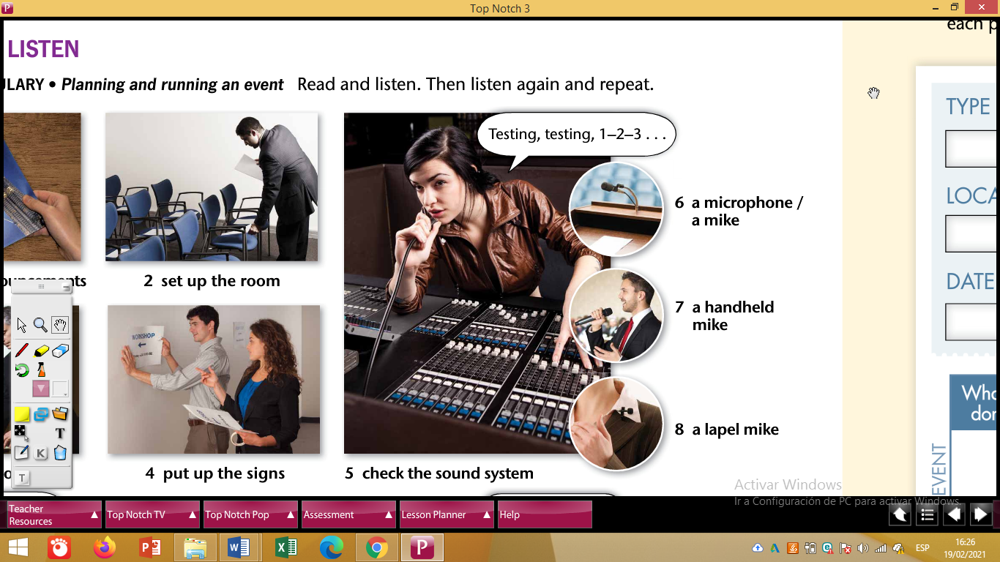 Top Notch 3
each p
LISTEN
ULARY • Planning and running an event Read and listen. Then listen again and repeat.
Testing, testing, 1–2–3 . . .
6 a microphone /
a mike
7 a handheld
mike
8 a lapel mike
ouncements
2 set up the room
WORKSHOP
4 put up the signs
5 check the sound system
TYPE
LOCA
DATE
Who
don
EVENT
Activar Windows
Ir a Configuración de PC para activar Windows.
Teacher
Resources
Top Notch TV
Top Notch Pop
Assessment
Lesson Planner
Help
T
K
T
ESP
16:26
19/02/2021